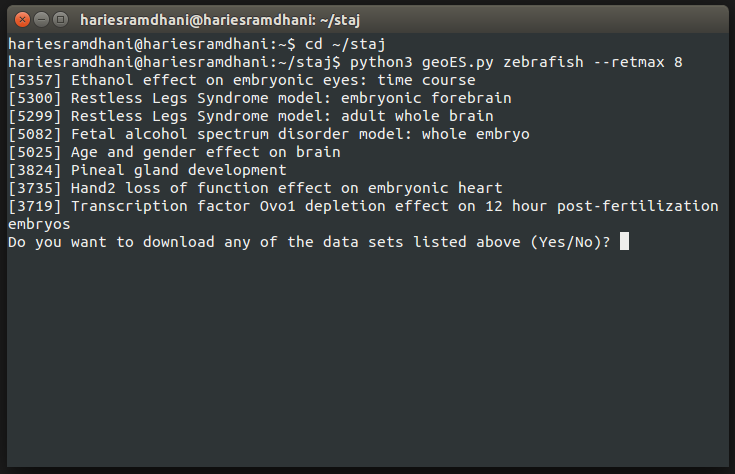 hariesramdhani@hariesramdhani: ~/staj
hariesramdhani@hariesramdhani:~$ cd ~/staj
hariesramdhani@hariesramdhani:~/staj$ python3 geoES.py zebrafish --retmax 8
[5357] Ethanol effect on embryonic eyes: time course
[5300] Restless Legs Syndrome model: embryonic forebrain
[5299] Restless Legs Syndrome model: adult whole brain
[5082] Fetal alcohol spectrum disorder model: whole embryo
[5025] Age and gender effect on brain
[3824] Pineal gland development
[3735] Hand2 loss of function effect on embryonic heart
[3719] Transcription factor Ovo1 depletion effect on 12 hour post-fertilization
embryos
Do you want to download any of the data sets listed above (Yes/No)?